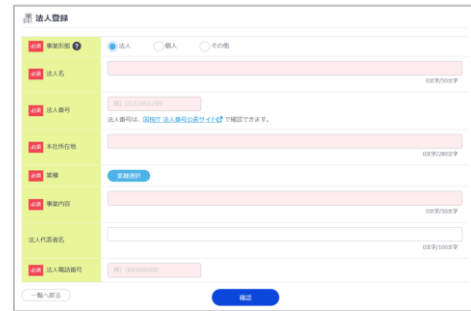 法人登録
必須 事業形態 ? 法人 個人 その他
必須 法人名
0文字/50文字
必須 法人番号
例）0123456789
法人番号は、国税庁 法人番号公表サイト で確認できます。
必須 本社所在地
0文字/200文字
必須 業種 業種選択
必須 事業内容
0文字/50文字
法人代表者名
0文字/100文字
必須 法人電話番号
一覧へ戻る 確認